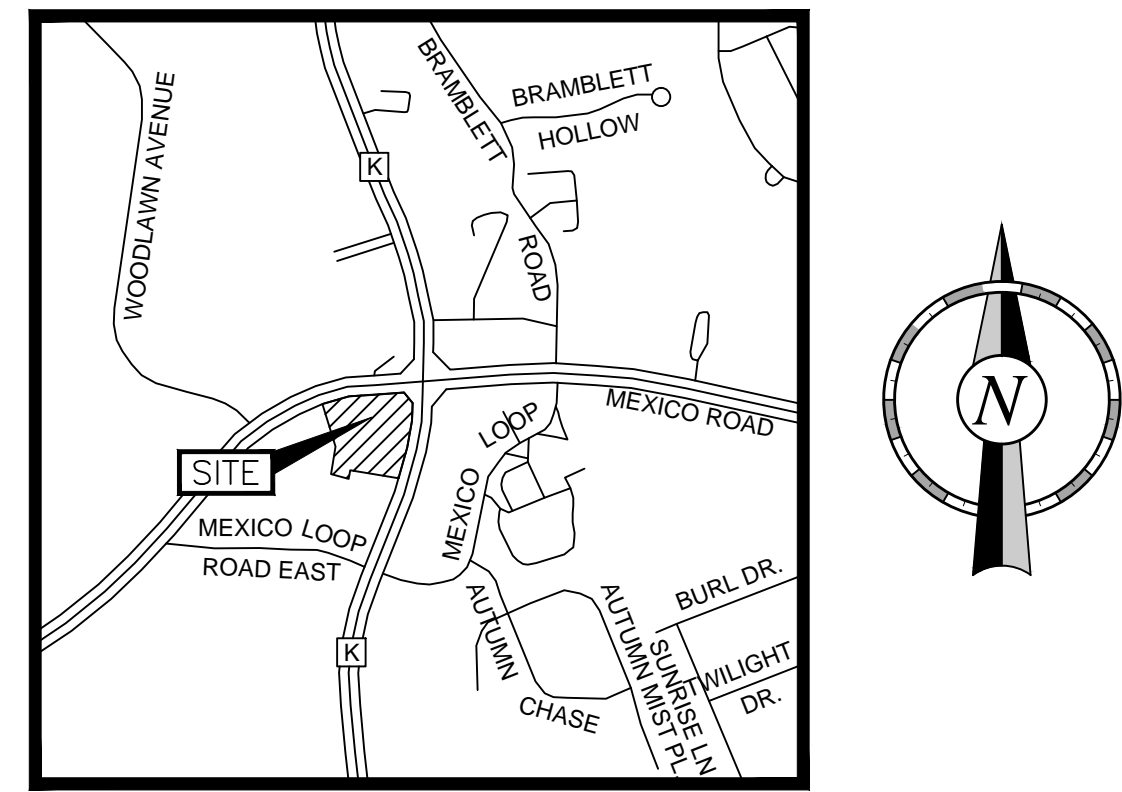 WOODLAWN AVENUE
K
BRAMBLETT
ROAD
BRAMBLETT
HOLLOW
MEXICO ROAD
SITE
MEXICO LOOP
ROAD EAST
MEXICO
LOOP
K
AUTUMN
CHASE
AUTUMN MIST PL.
SUNRISE LN
BURL DR.
TWILIGHT
DR.
N